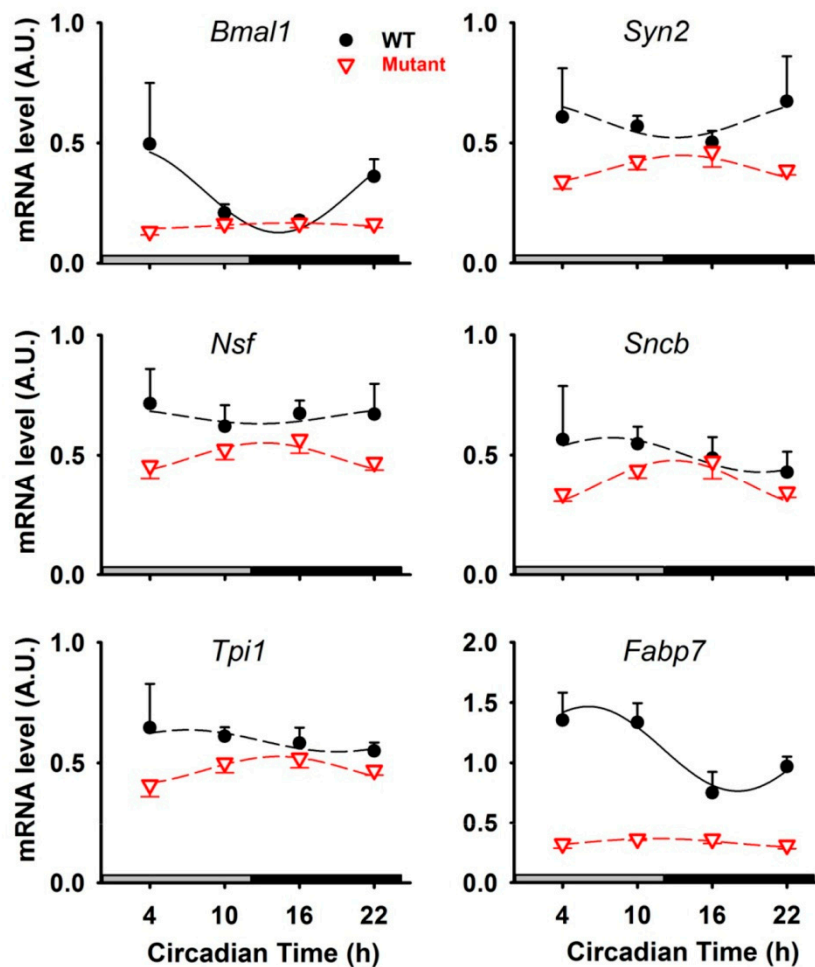 Bmal1
WT
Mutant
mRNA level (A.U.)
1.0
0.5
0.0
Syn2
1.0
0.5
0.0
Nsf
mRNA level (A.U.)
1.0
0.5
0.0
Sncb
1.0
0.5
0.0
Tpi1
mRNA level (A.U.)
1.0
0.5
0.0
4 10 16 22
Circadian Time (h)
Fabp7
2.0
1.5
1.0
0.5
0.0
4 10 16 22
Circadian Time (h)